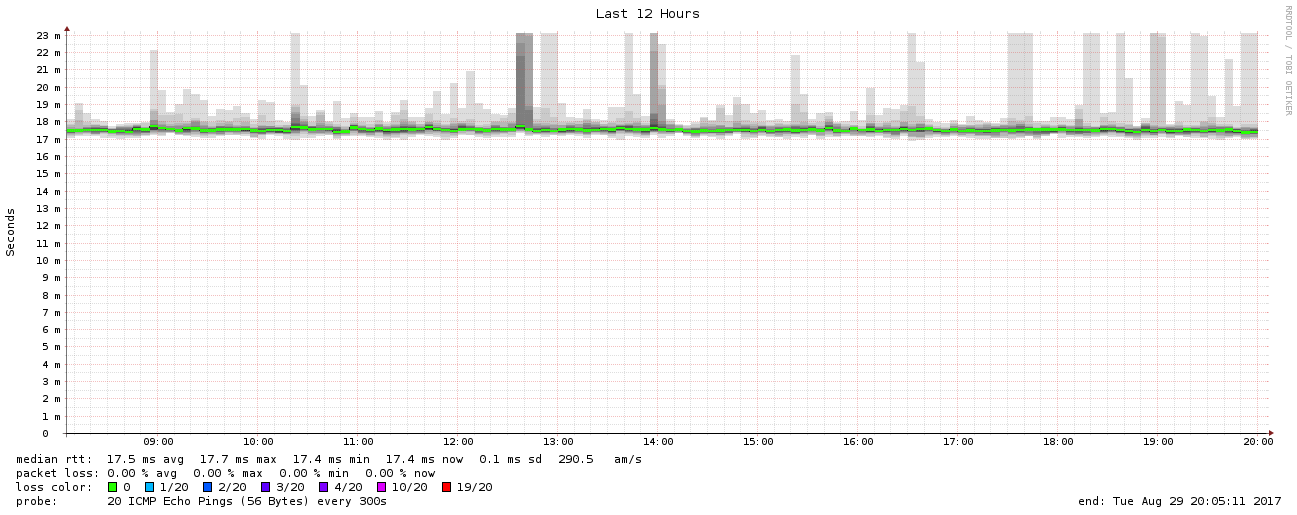 Last 12 Hours
RRDTOOL / TOBI OETIKER
Seconds
23 m
22 m
21 m
20 m
19 m
18 m
17 m
16 m
15 m
14 m
13 m
12 m
11 m
10 m
9 m
8 m
7 m
6 m
5 m
4 m
3 m
2 m
1 m
0
09:00 10:00 11:00 12:00 13:00 14:00 15:00 16:00 17:00 18:00 19:00 20:00
median rtt: 17.5 ms avg 17.7 ms max 17.4 ms min 17.4 ms now 0.1 ms sd 290.5 am/s
packet loss: 0.00 % avg 0.00 % max 0.00 % min 0.00 % now
loss color: 0 1/20 2/20 3/20 4/20 10/20 19/20
probe: 20 ICMP Echo Pings (56 Bytes) every 300s end: Tue Aug 29 20:05:11 2017